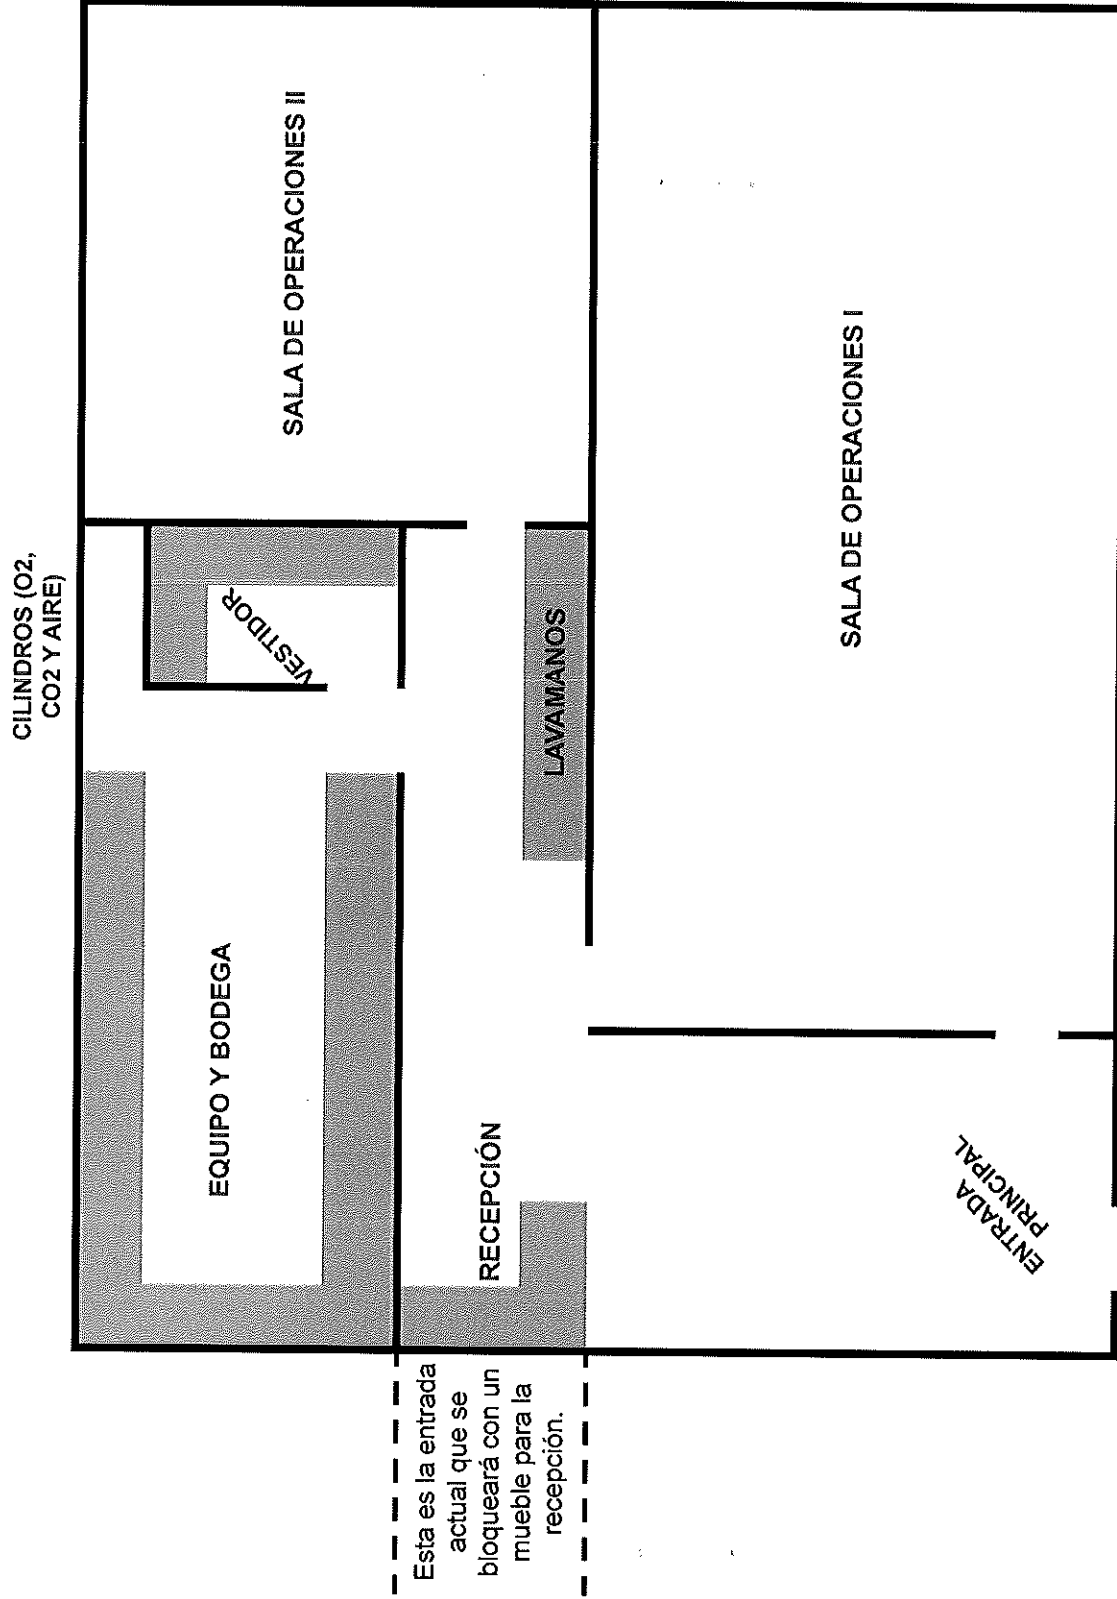 CILINDROS (O2,
CO2 Y AIRE)
SALA DE OPERACIONES II
VESTIDOR
EQUIPO Y BODEGA
LAVAMANOS
RECEPCIÓN
Esta es la entrada
actual que se
bloqueará con un
mueble para la
recepción.
SALA DE OPERACIONES I
ENTRADA
PRINCIPAL